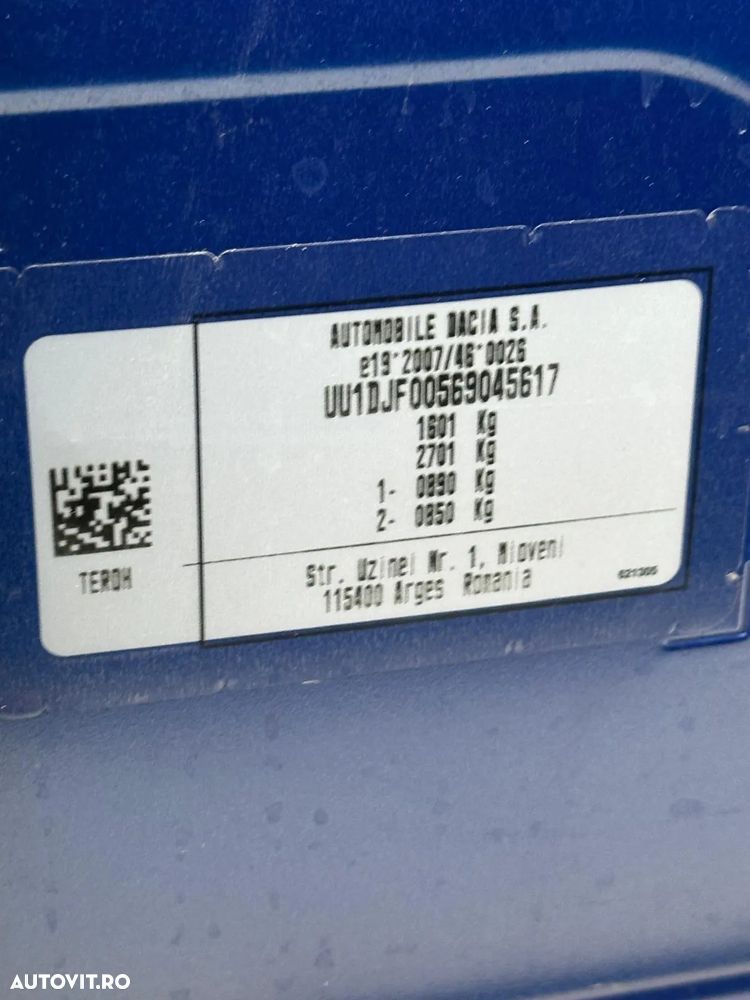 AUTOMOBILE DACIA S.A.
e19*2007/46*0026
UU1DJF00569045617
1601 Kg
2701 Kg
1- 0890 Kg
2- 0850 Kg
TEROH
Str. Uzinei Nr. 1, Mioveni
115400 Arges Romania
621305
AUTOVIT.RO